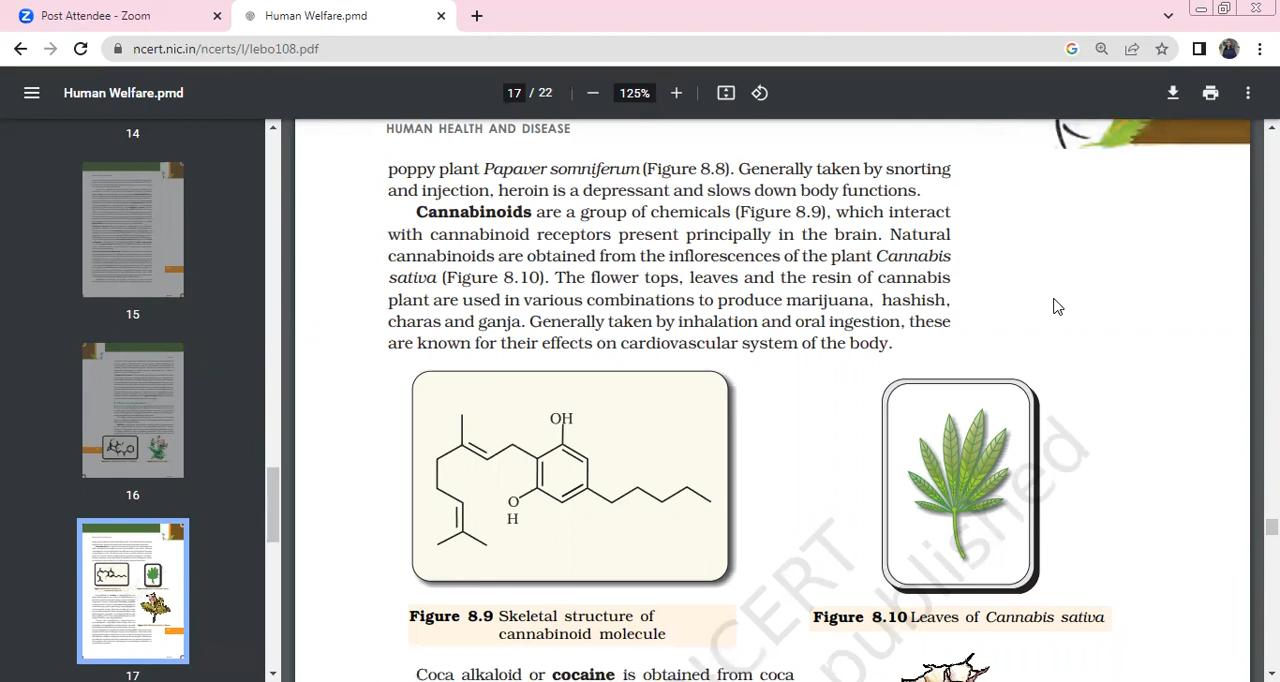 Post Attendee - Zoom
Human Welfare.pmd
ncert.nic.in/ncerts/l/lebo108.pdf
Human Welfare.pmd
17 / 22
125%
14
15
16
17
HUMAN HEALTH AND DISEASE
poppy plant Papaver somniferum (Figure 8.8). Generally taken by snorting
and injection, heroin is a depressant and slows down body functions.
Cannabinoids are a group of chemicals (Figure 8.9), which interact
with cannabinoid receptors present principally in the brain. Natural
cannabinoids are obtained from the inflorescences of the plant Cannabis
sativa (Figure 8.10). The flower tops, leaves and the resin of cannabis
plant are used in various combinations to produce marijuana, hashish,
charas and ganja. Generally taken by inhalation and oral ingestion, these
are known for their effects on cardiovascular system of the body.
OH
O
H
Figure 8.9 Skeletal structure of
cannabinoid molecule
Figure 8.10 Leaves of Cannabis sativa
Coca alkaloid or cocaine is obtained from coca
NCERT
published